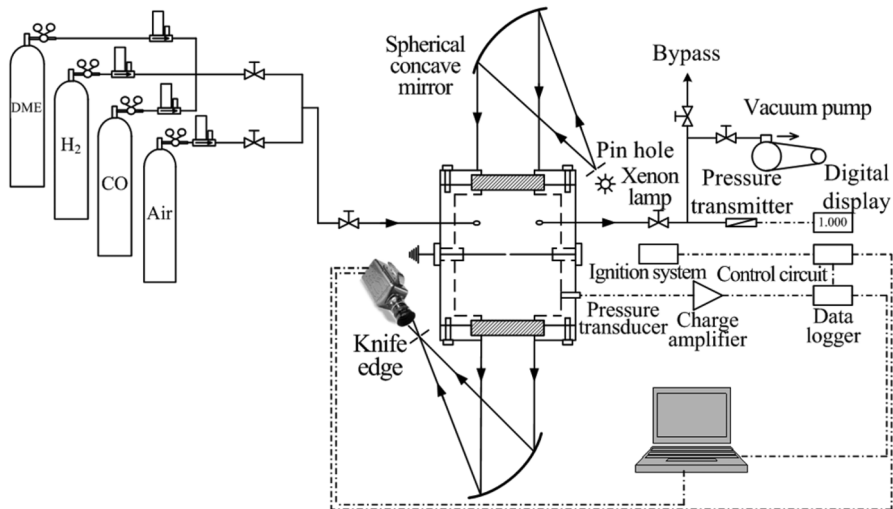 DME
H₂
CO
Air
Spherical
concave
mirror
Pin hole
Xenon
lamp
Bypass
Vacuum pump
Pressure
transmitter
Digital
display
1.000
Ignition system
Control circuit
Pressure
transducer
Charge
amplifier
Data
logger
Knife
edge